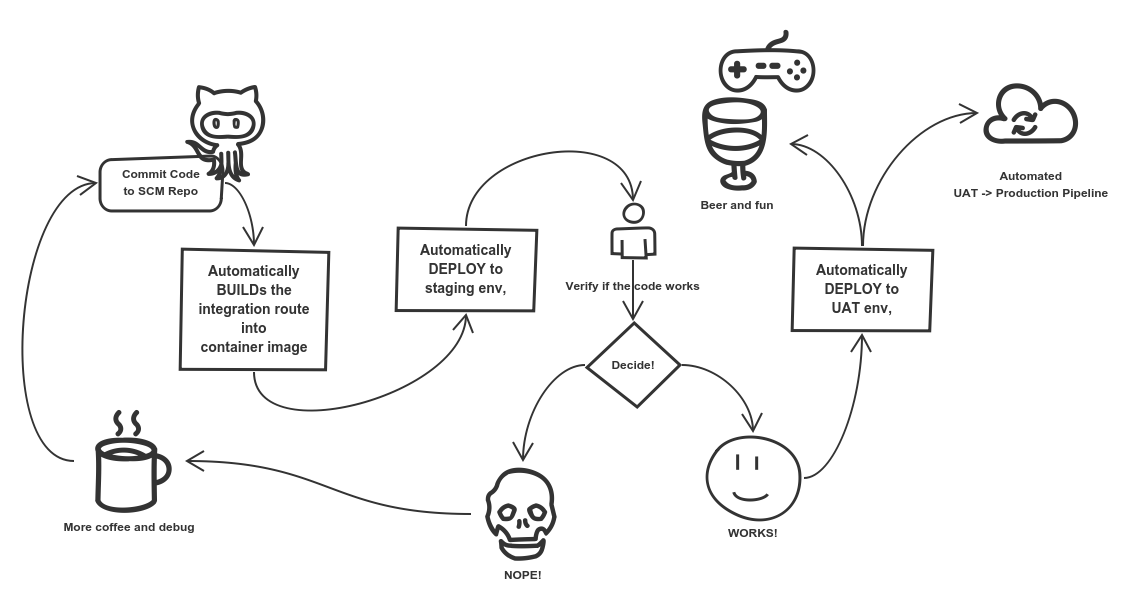 Commit Code
to SCM Repo
Automatically
BUILDs the
integration route
into
container image
Automatically
DEPLOY to
staging env,
Verify if the code works
Decide!
NOPE!
More coffee and debug
WORKS!
Automatically
DEPLOY to
UAT env,
Beer and fun
Automated
UAT -> Production Pipeline